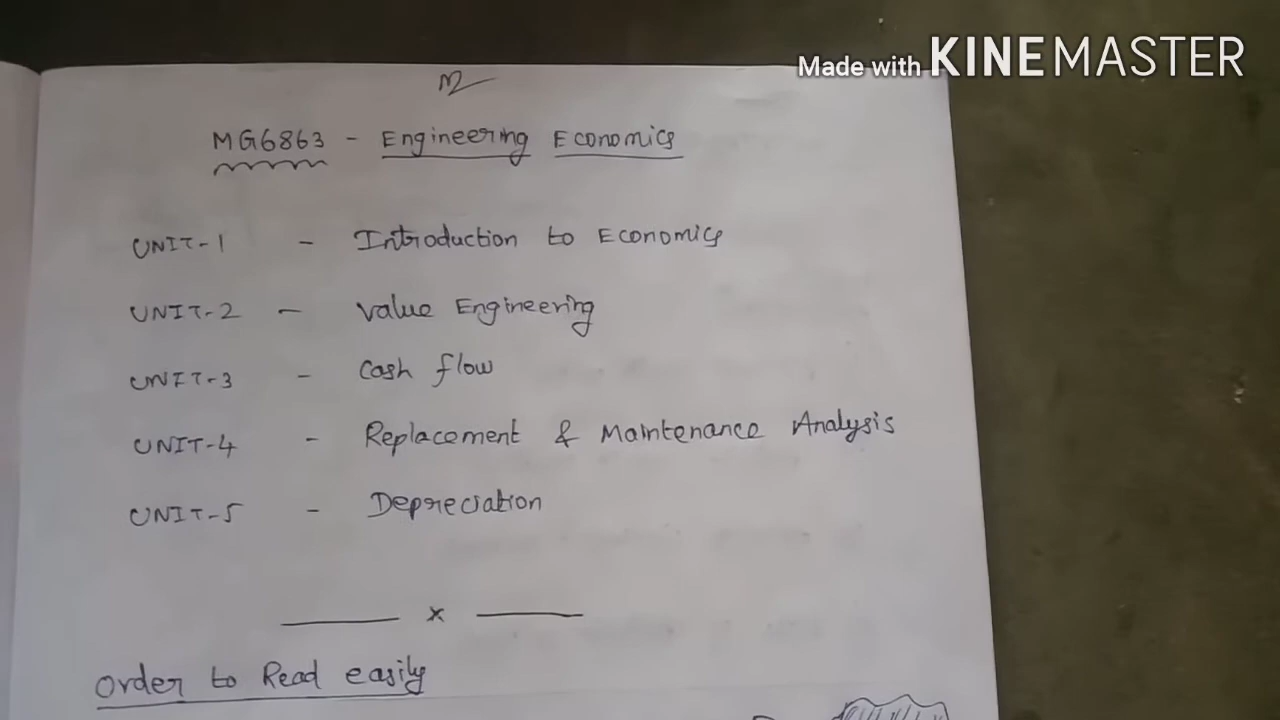 Made with KINEMASTER
MG6863 - Engineering Economics
UNIT-1 - Introduction to Economics
UNIT-2 - Value Engineering
UNIT-3 - Cash flow
UNIT-4 - Replacement & Maintenance Analysis
UNIT-5 - Depreciation
x
Order to Read easily